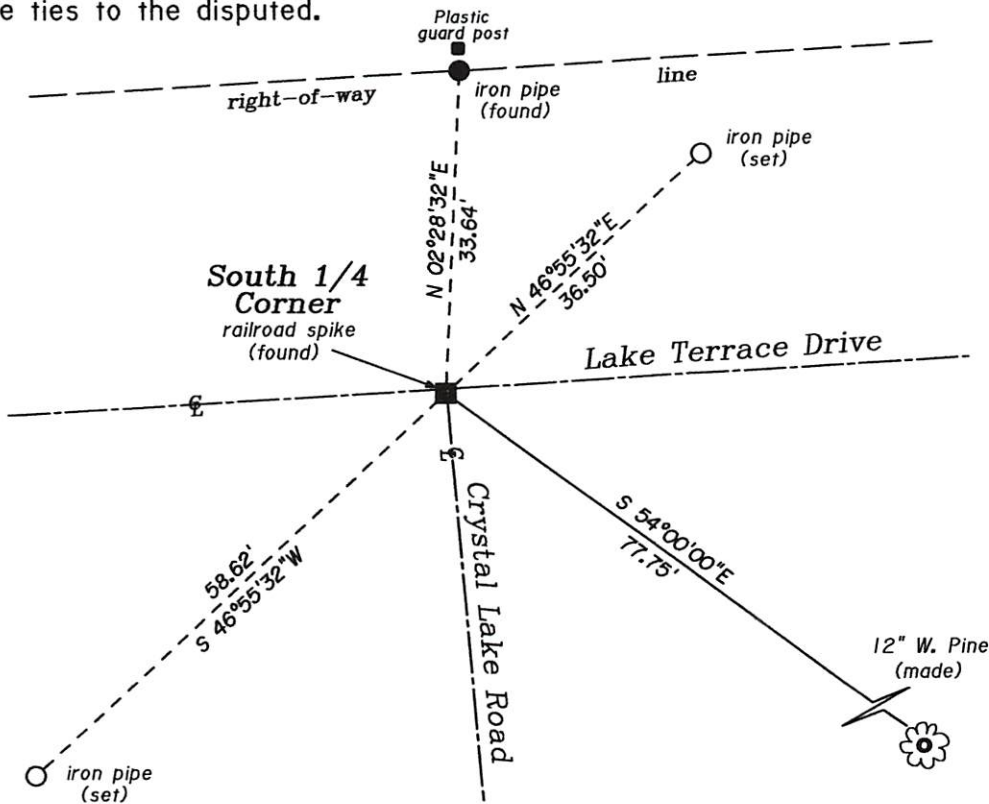 e ties to the disputed.
Plastic
guard post
right-of-way
line
iron pipe
(found)
iron pipe
(set)
N 02°28'32"E
33.64'
N 46°55'32"E
36.50'
South 1/4
Corner
railroad spike
(found)
Lake Terrace Drive
℄
℄
Crystal Lake Road
S 54°00'00"E
77.75'
58.62'
S 46°55'32"W
12" W. Pine
(made)
iron pipe
(set)